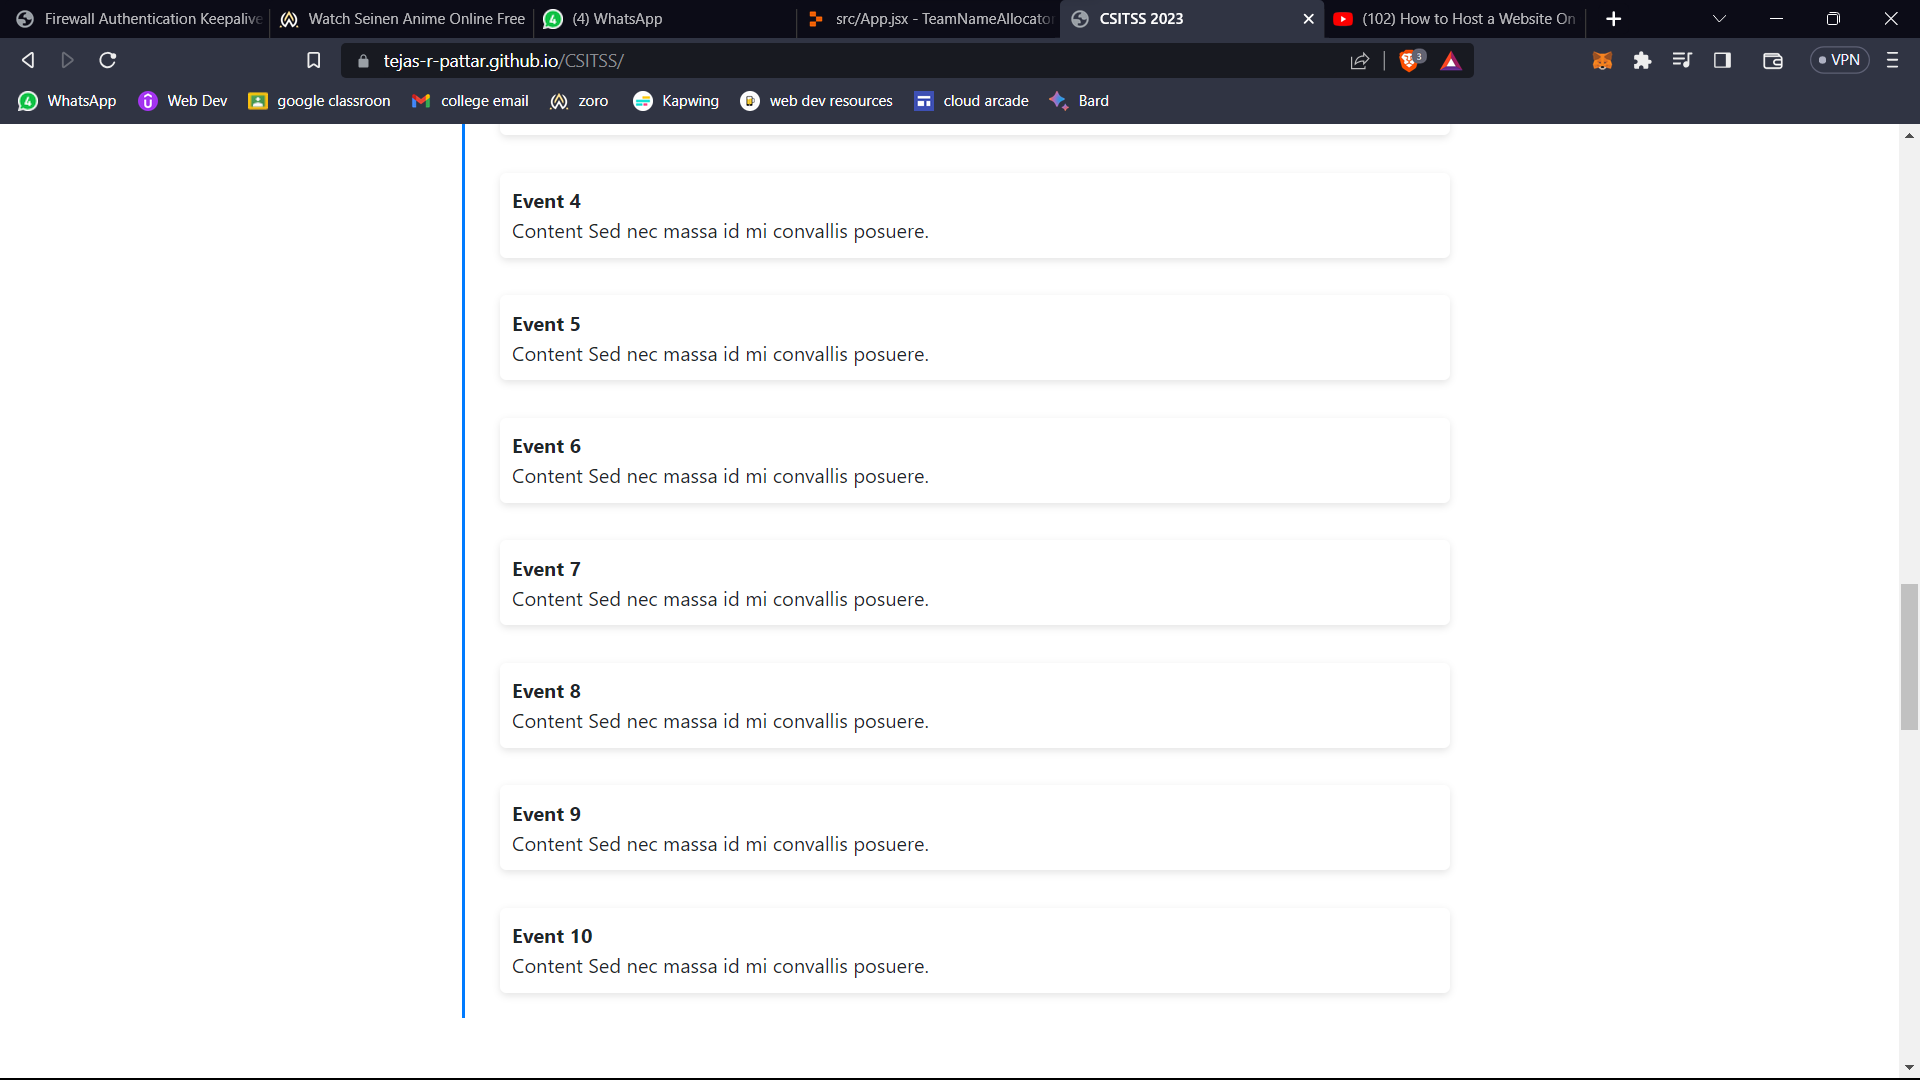 Firewall Authentication Keepalive
Watch Seinen Anime Online Free
(4) WhatsApp
src/App.jsx - TeamNameAllocator
CSITSS 2023
(102) How to Host a Website On
tejas-r-pattar.github.io/CSITSS/
3
VPN
WhatsApp
Web Dev
google classroon
college email
zoro
Kapwing
web dev resources
cloud arcade
Bard
Event 4
Content Sed nec massa id mi convallis posuere.
Event 5
Content Sed nec massa id mi convallis posuere.
Event 6
Content Sed nec massa id mi convallis posuere.
Event 7
Content Sed nec massa id mi convallis posuere.
Event 8
Content Sed nec massa id mi convallis posuere.
Event 9
Content Sed nec massa id mi convallis posuere.
Event 10
Content Sed nec massa id mi convallis posuere.